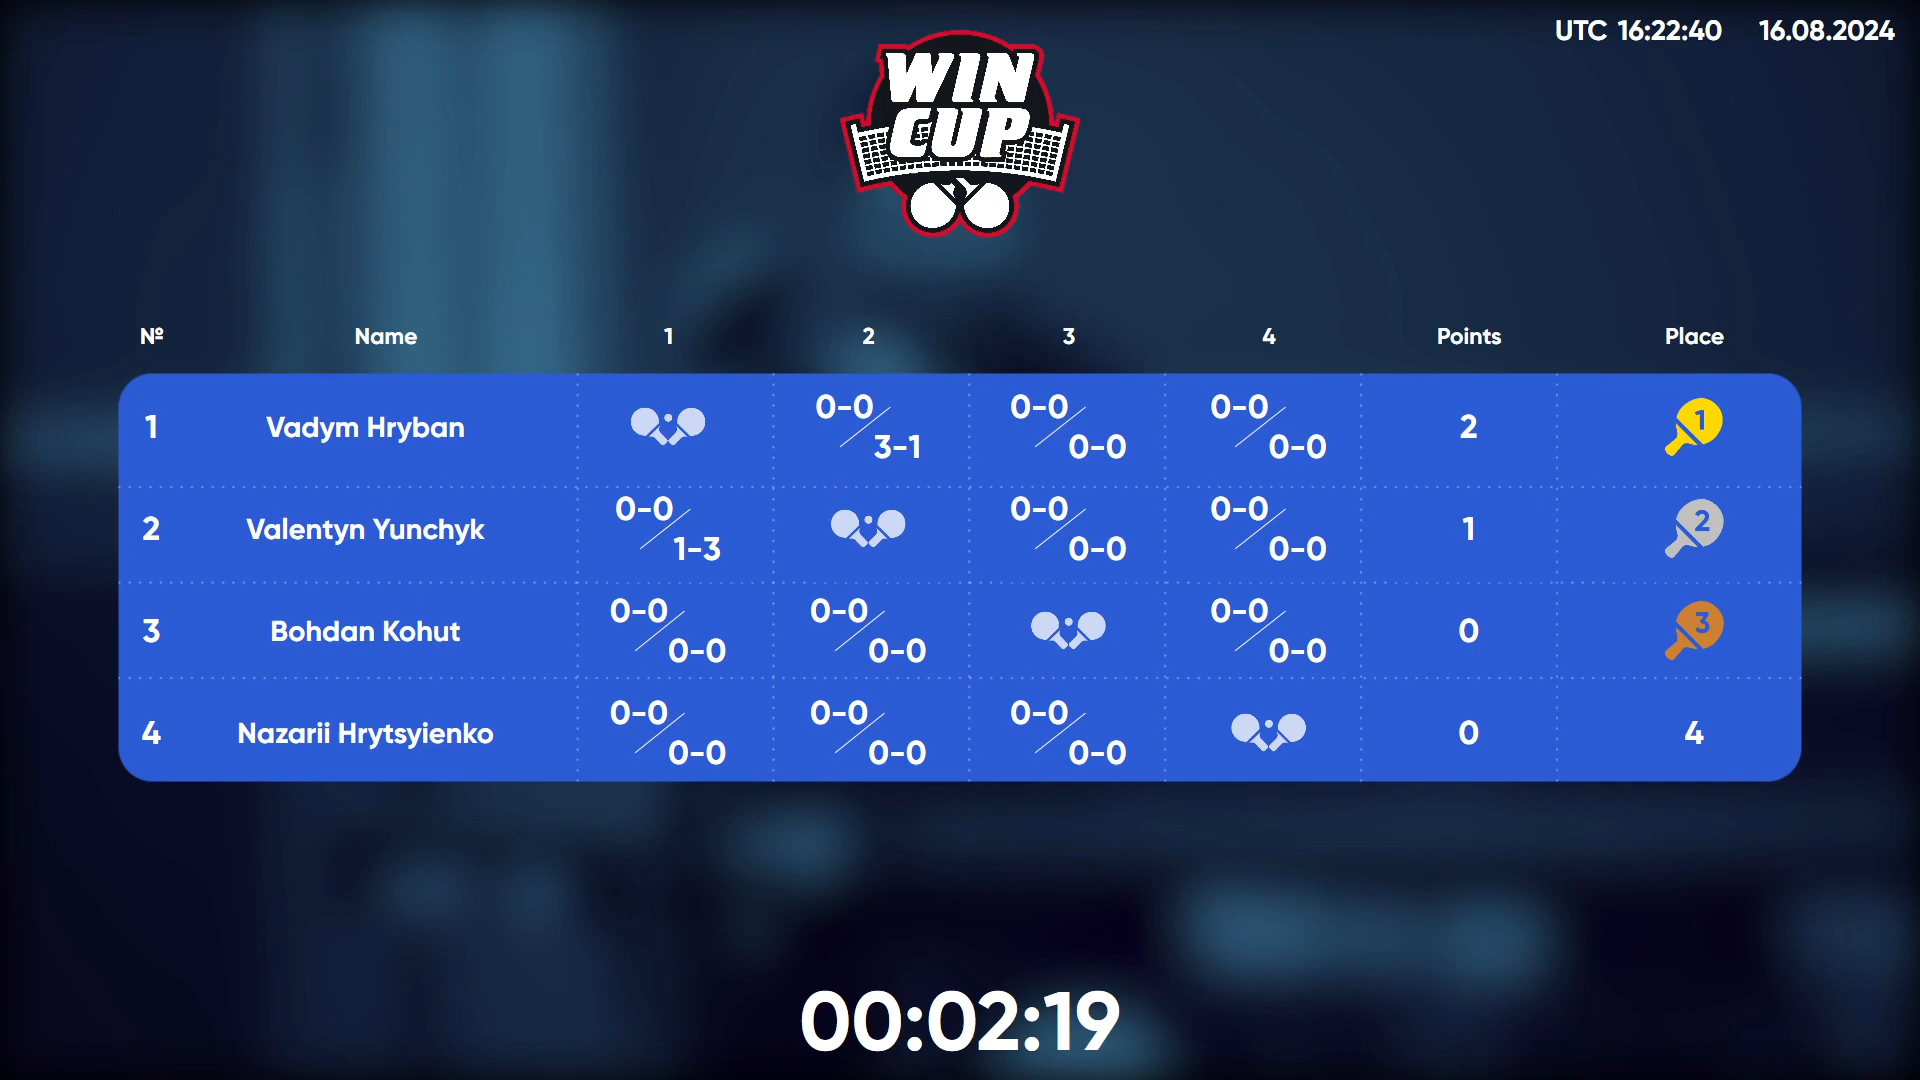 UTC 16:22:40 16.08.2024
WIN
CUP
Nº Name 1 2 3 4 Points Place
1 Vadym Hryban 0-0 3-1 0-0 0-0 0-0 0-0 2 1
2 Valentyn Yunchyk 0-0 1-3 0-0 0-0 0-0 0-0 1 2
3 Bohdan Kohut 0-0 0-0 0-0 0-0 0-0 0-0 0 3
4 Nazarii Hrytsyienko 0-0 0-0 0-0 0-0 0-0 0-0 0 4
00:02:19